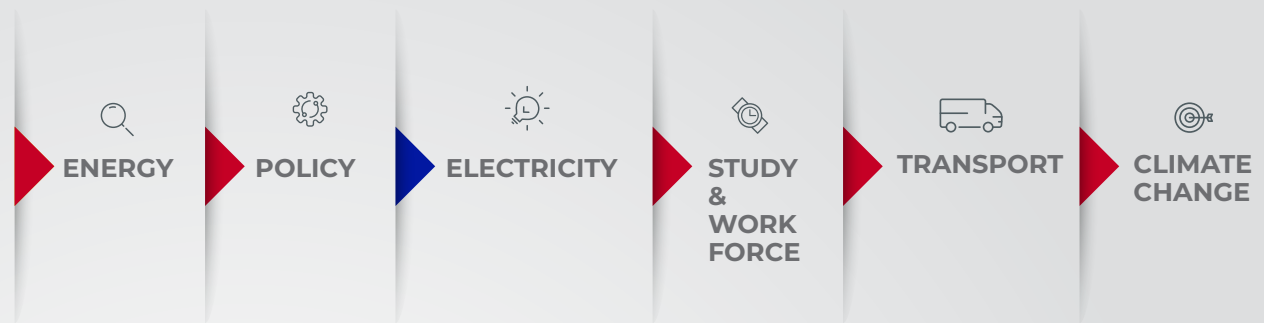 ENERGY
POLICY
ELECTRICITY
STUDY
&
WORK
FORCE
TRANSPORT
CLIMATE
CHANGE